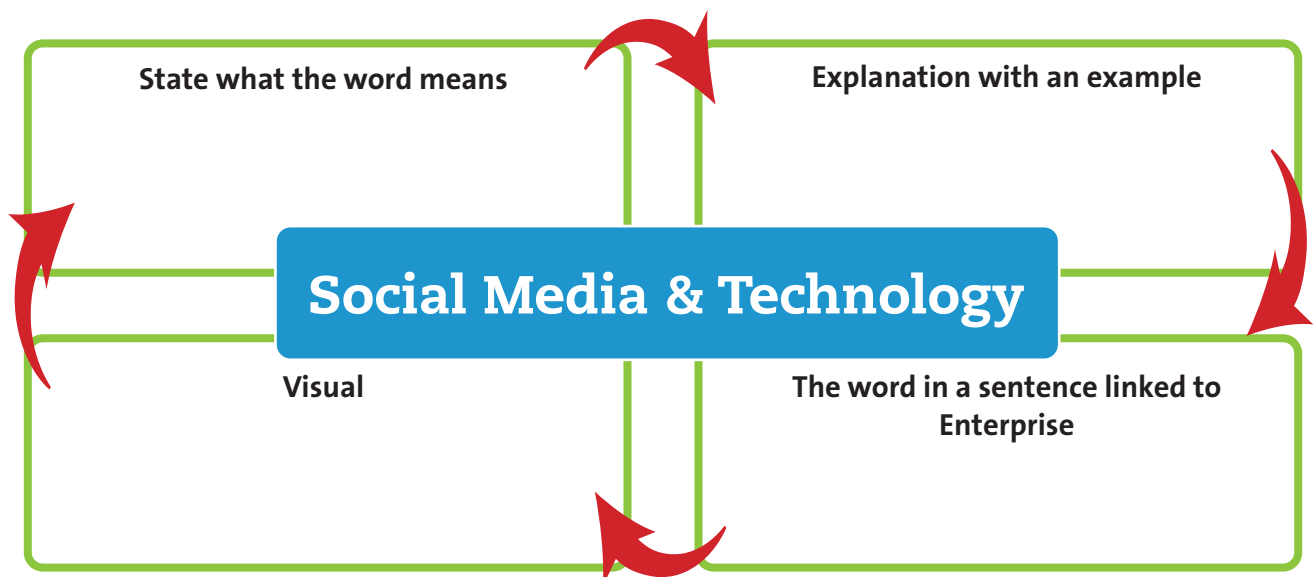 State what the word means
Explanation with an example
Social Media & Technology
Visual
The word in a sentence linked to
Enterprise